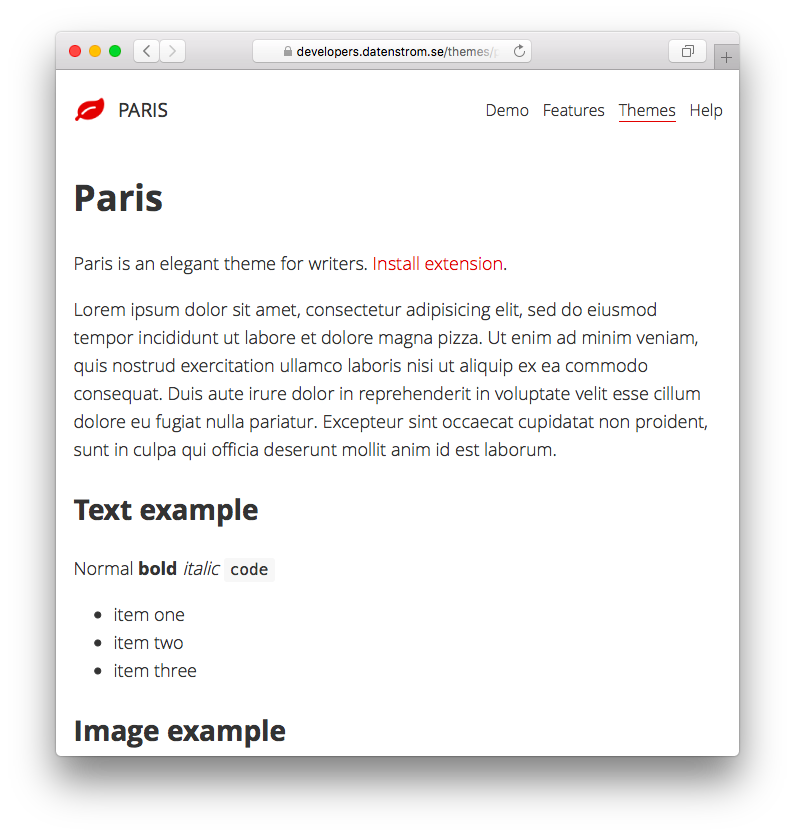 developers.datenstrom.se/themes/p
PARIS
Demo Features Themes Help
Paris
Paris is an elegant theme for writers. Install extension.
Lorem ipsum dolor sit amet, consectetur adipisicing elit, sed do eiusmod
tempor incididunt ut labore et dolore magna pizza. Ut enim ad minim veniam,
quis nostrud exercitation ullamco laboris nisi ut aliquip ex ea commodo
consequat. Duis aute irure dolor in reprehenderit in voluptate velit esse cillum
dolore eu fugiat nulla pariatur. Excepteur sint occaecat cupidatat non proident,
sunt in culpa qui officia deserunt mollit anim id est laborum.
Text example
Normal bold italic code
• item one
• item two
• item three
Image example